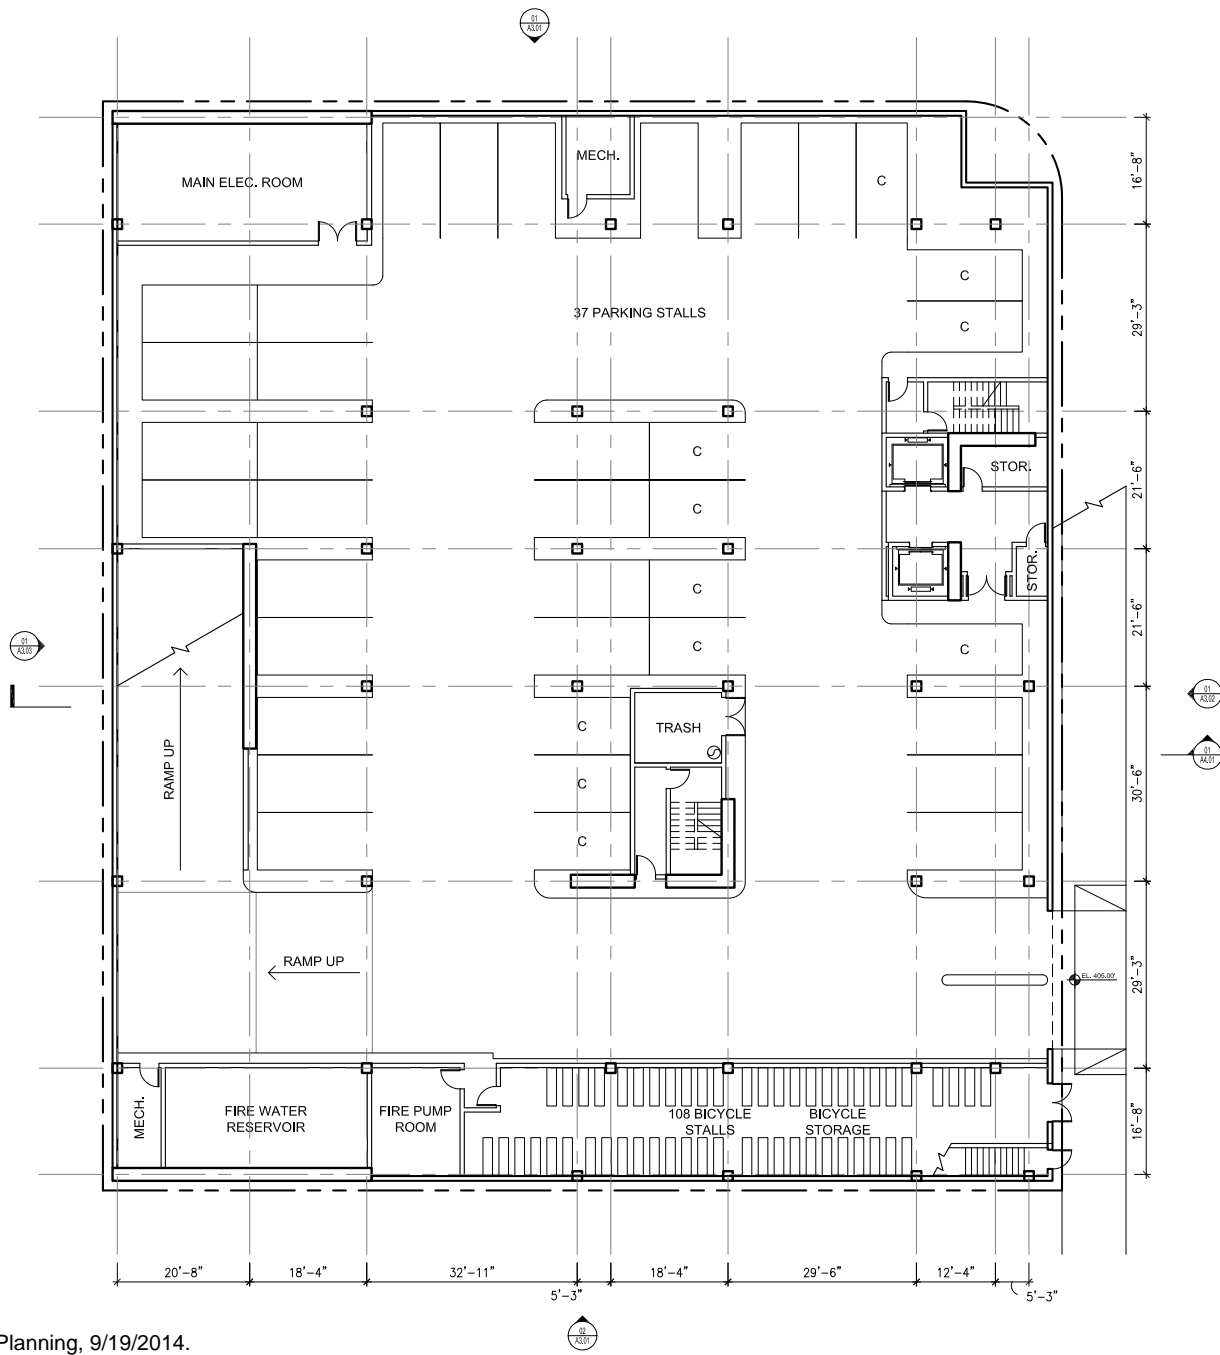 01
A3.01
16'-8"
MECH.
MAIN ELEC. ROOM
C
C
29'-3"
37 PARKING STALLS
C
C
STOR.
21'-6"
C
STOR.
C
21'-6"
01
A3.03
C
C
01
A3.02
C
TRASH
01
A4.01
RAMP UP
30'-6"
C
C
RAMP UP
29'-3"
EL. 405.00'
MECH.
FIRE WATER
RESERVOIR
FIRE PUMP
ROOM
108 BICYCLE
STALLS
BICYCLE
STORAGE
16'-8"
20'-8"
18'-4"
32'-11"
5'-3"
18'-4"
29'-6"
12'-4"
5'-3"
02
A3.01
Planning, 9/19/2014.